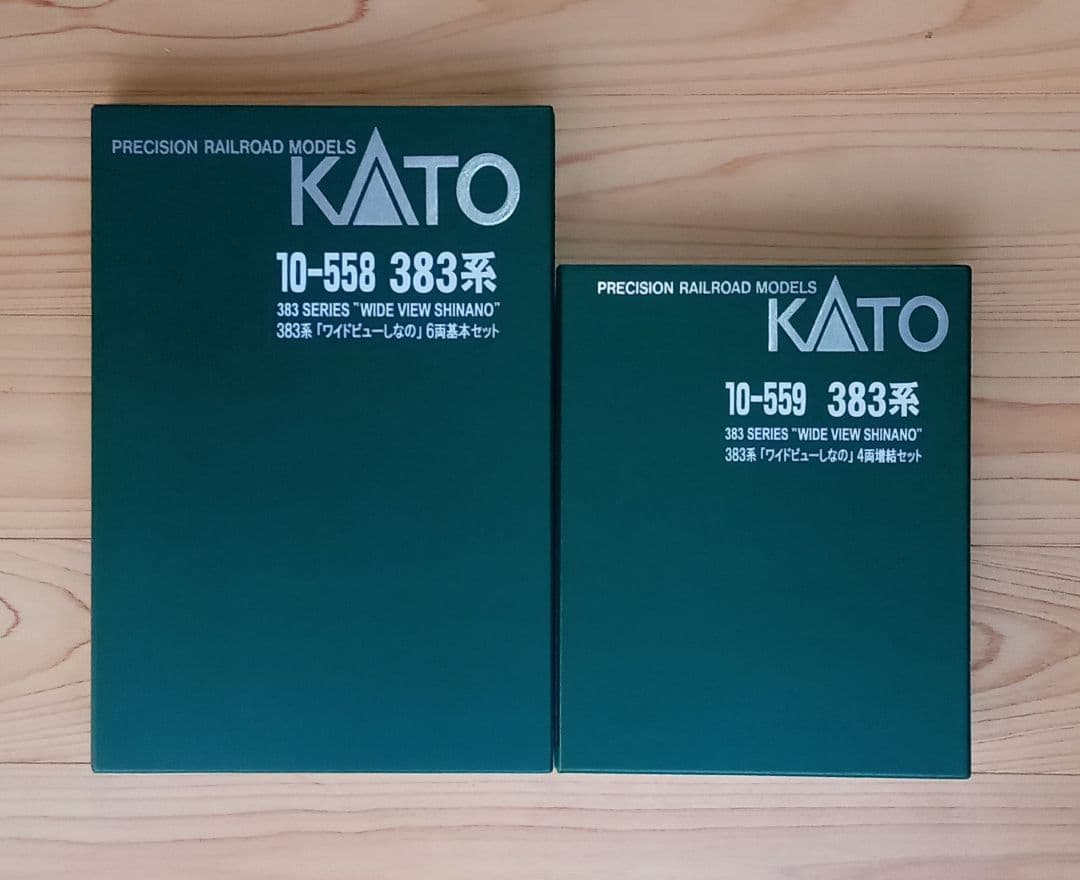 PRECISION RAILROAD MODELS
KATO
10-558 383系
383 SERIES "WIDE VIEW SHINANO"
383系「ワイドビューしなの」6両基本セット
PRECISION RAILROAD MODELS
KATO
10-559 383系
383 SERIES "WIDE VIEW SHINANO"
383系「ワイドビューしなの」4両増結セット